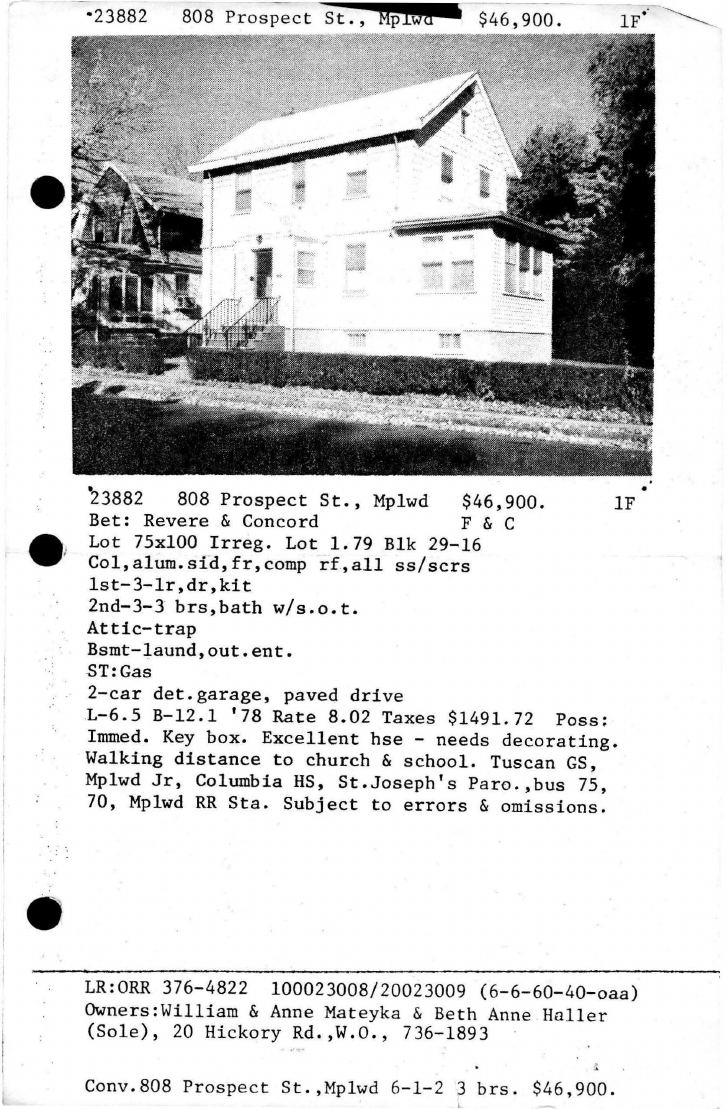 23882 808 Prospect St., Mplwd $46,900. 1F
23882 808 Prospect St., Mplwd $46,900. 1F
Bet: Revere & Concord F & C
Lot 75x100 Irreg. Lot 1.79 Blk 29-16
Col,alum.sid,fr,comp rf,all ss/scrs
1st-3-lr,dr,kit
2nd-3-3 brs,bath w/s.o.t.
Attic-trap
Bsmt-laund,out.ent.
ST:Gas
2-car det.garage, paved drive
L-6.5 B-12.1 '78 Rate 8.02 Taxes $1491.72 Poss:
Immed. Key box. Excellent hse - needs decorating.
Walking distance to church & school. Tuscan GS,
Mplwd Jr, Columbia HS, St.Joseph's Paro.,bus 75,
70, Mplwd RR Sta. Subject to errors & omissions.
LR:ORR 376-4822 100023008/20023009 (6-6-60-40-oaa)
Owners:William & Anne Mateyka & Beth Anne Haller
(Sole), 20 Hickory Rd.,W.O., 736-1893
Conv.808 Prospect St.,Mplwd 6-1-2 3 brs. $46,900.